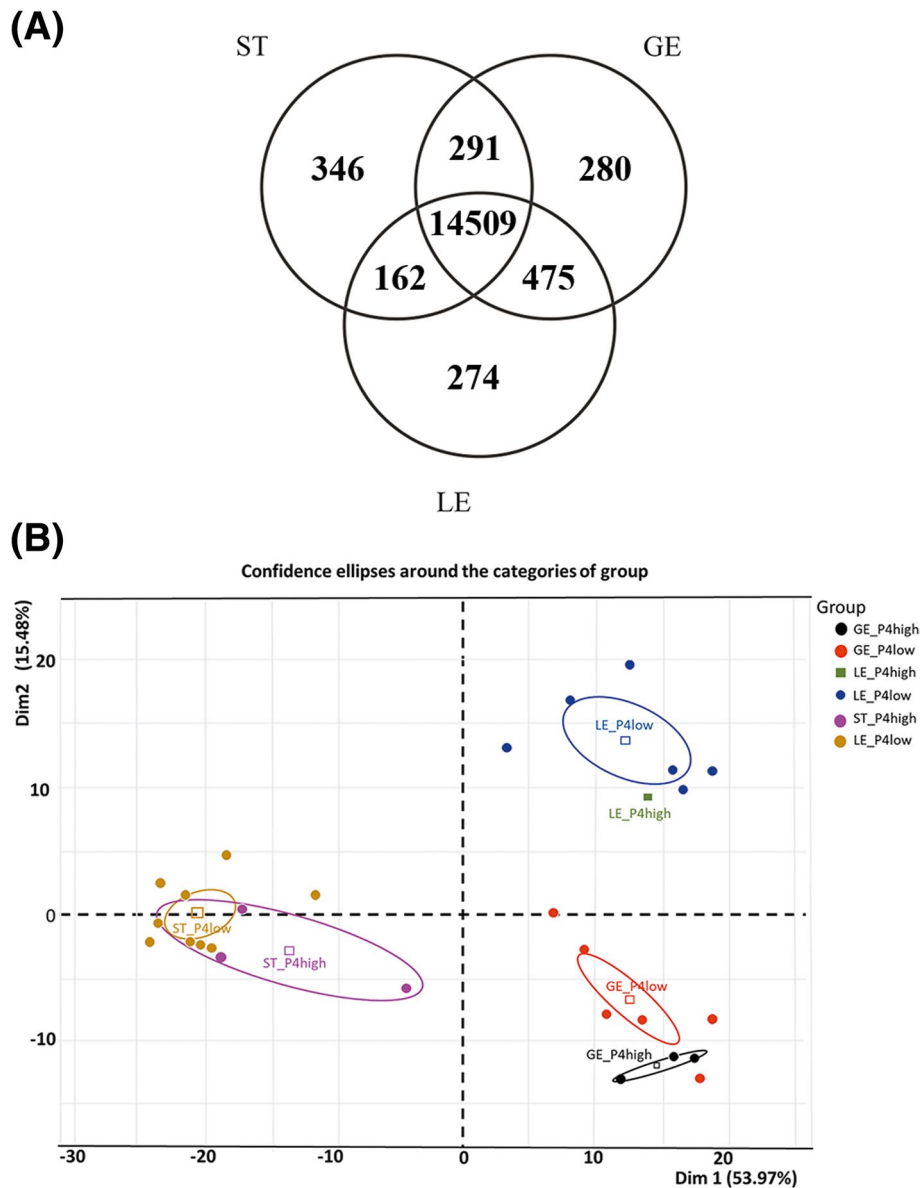 (A)
ST
GE
346
291
280
14509
162
475
274
LE
(B)
Confidence ellipses around the categories of group
Dim2 (15.48%)
20
10
0
-10
-30
-20
-10
0
10
20
Dim 1 (53.97%)
LE_P4low
LE_P4high
ST_P4low
ST_P4high
GE_P4low
GE_P4high
Group
GE_P4high
GE_P4low
LE_P4high
LE_P4low
ST_P4high
LE_P4low